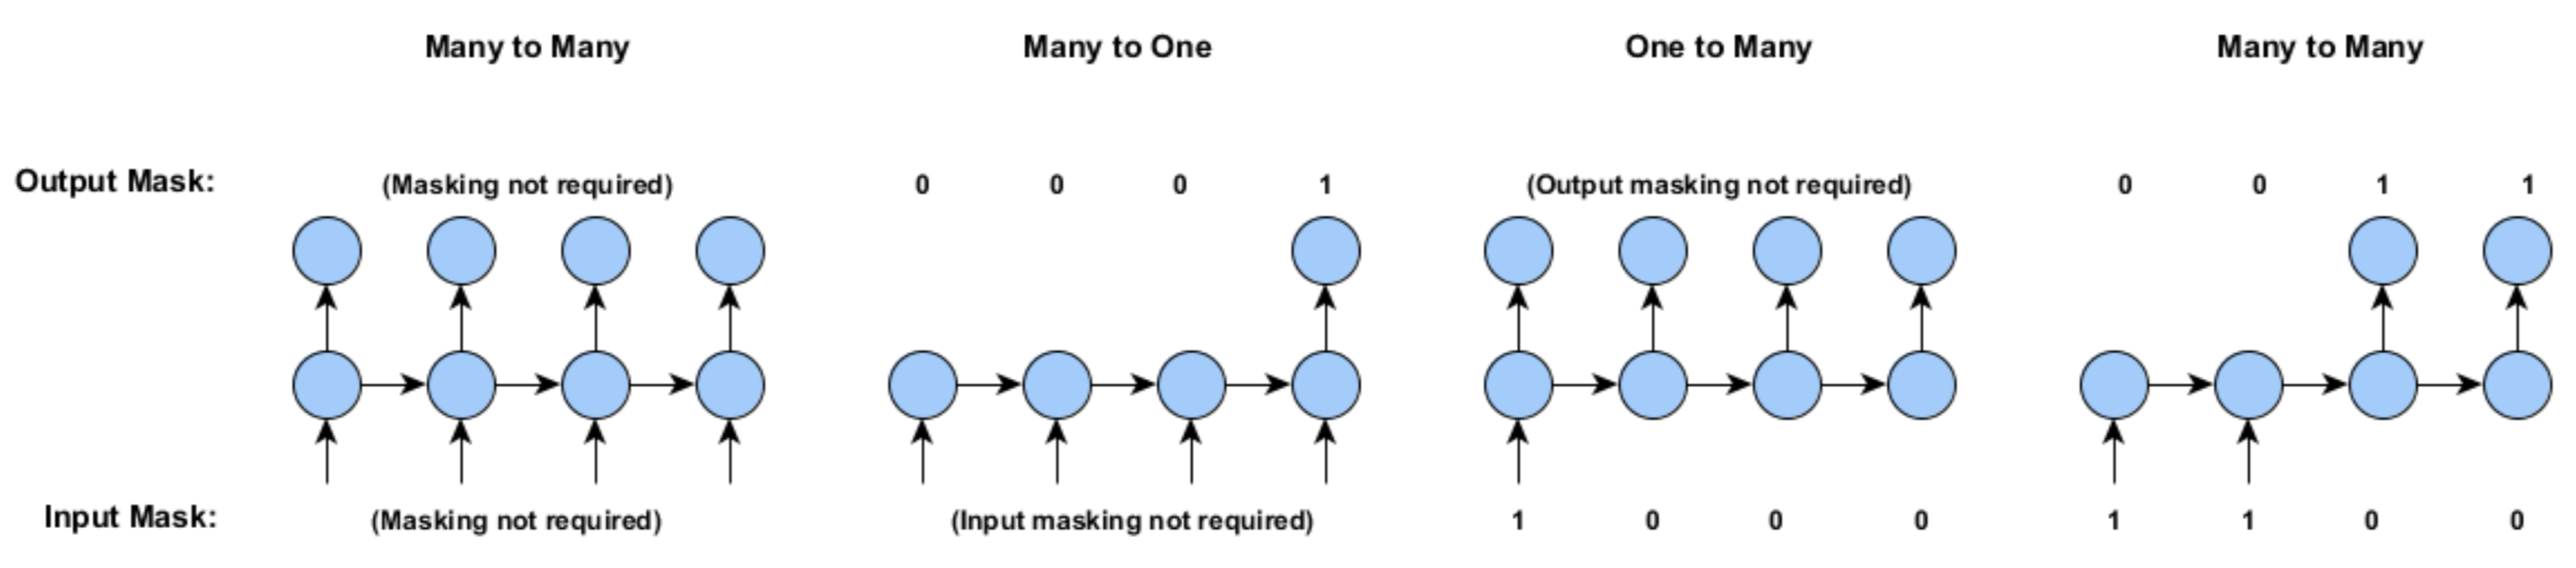 Many to Many Many to One One to Many Many to Many
Output Mask: (Masking not required) 0 0 0 1 (Output masking not required) 0 0 1 1
Input Mask: (Masking not required) (Input masking not required) 1 0 0 0 1 1 0 0